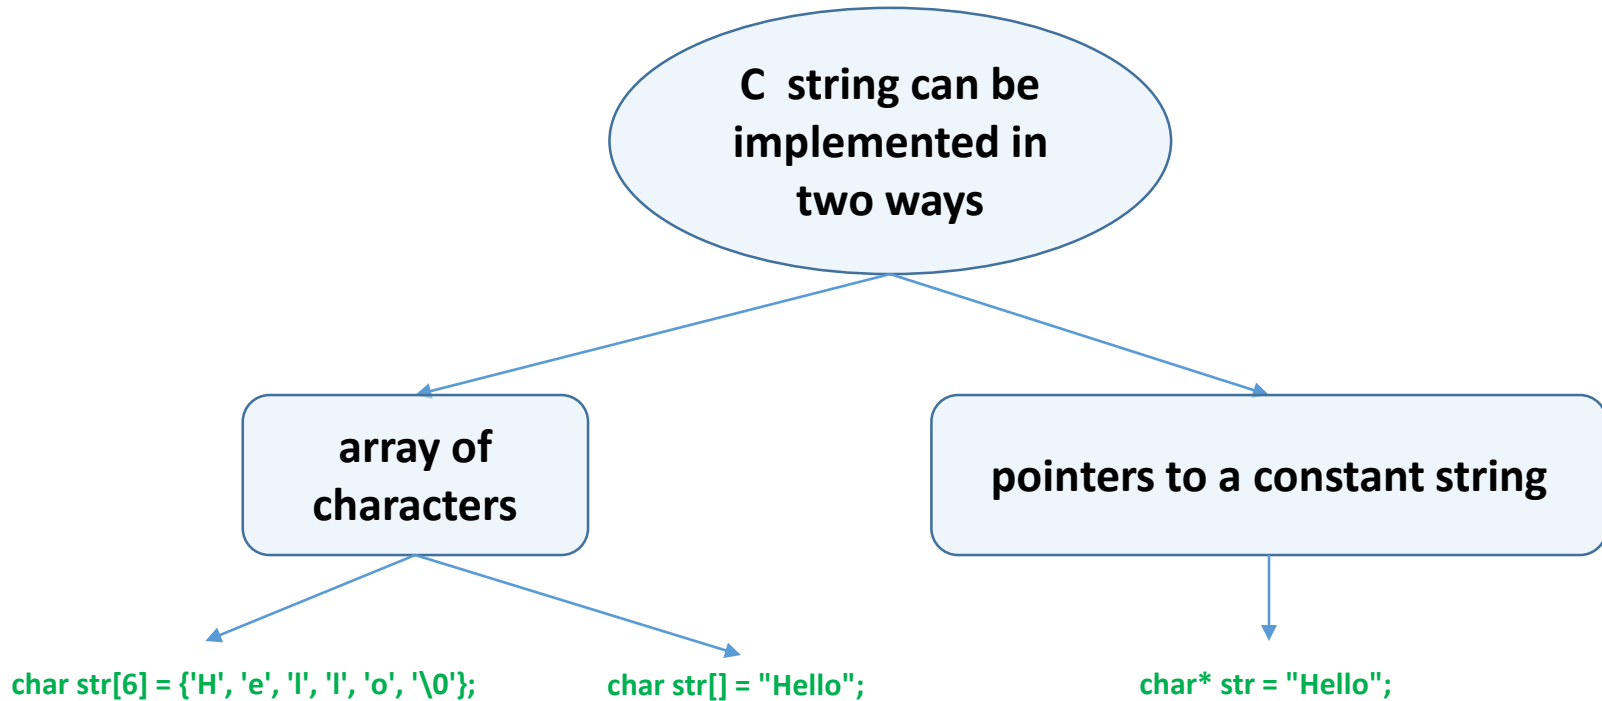 C  string can be
implemented in
two ways
array of
characters
pointers to a constant string
char str[6] = {'H', 'e', 'l', 'l', 'o', '\0'};
char str[] = "Hello";
char* str = "Hello";